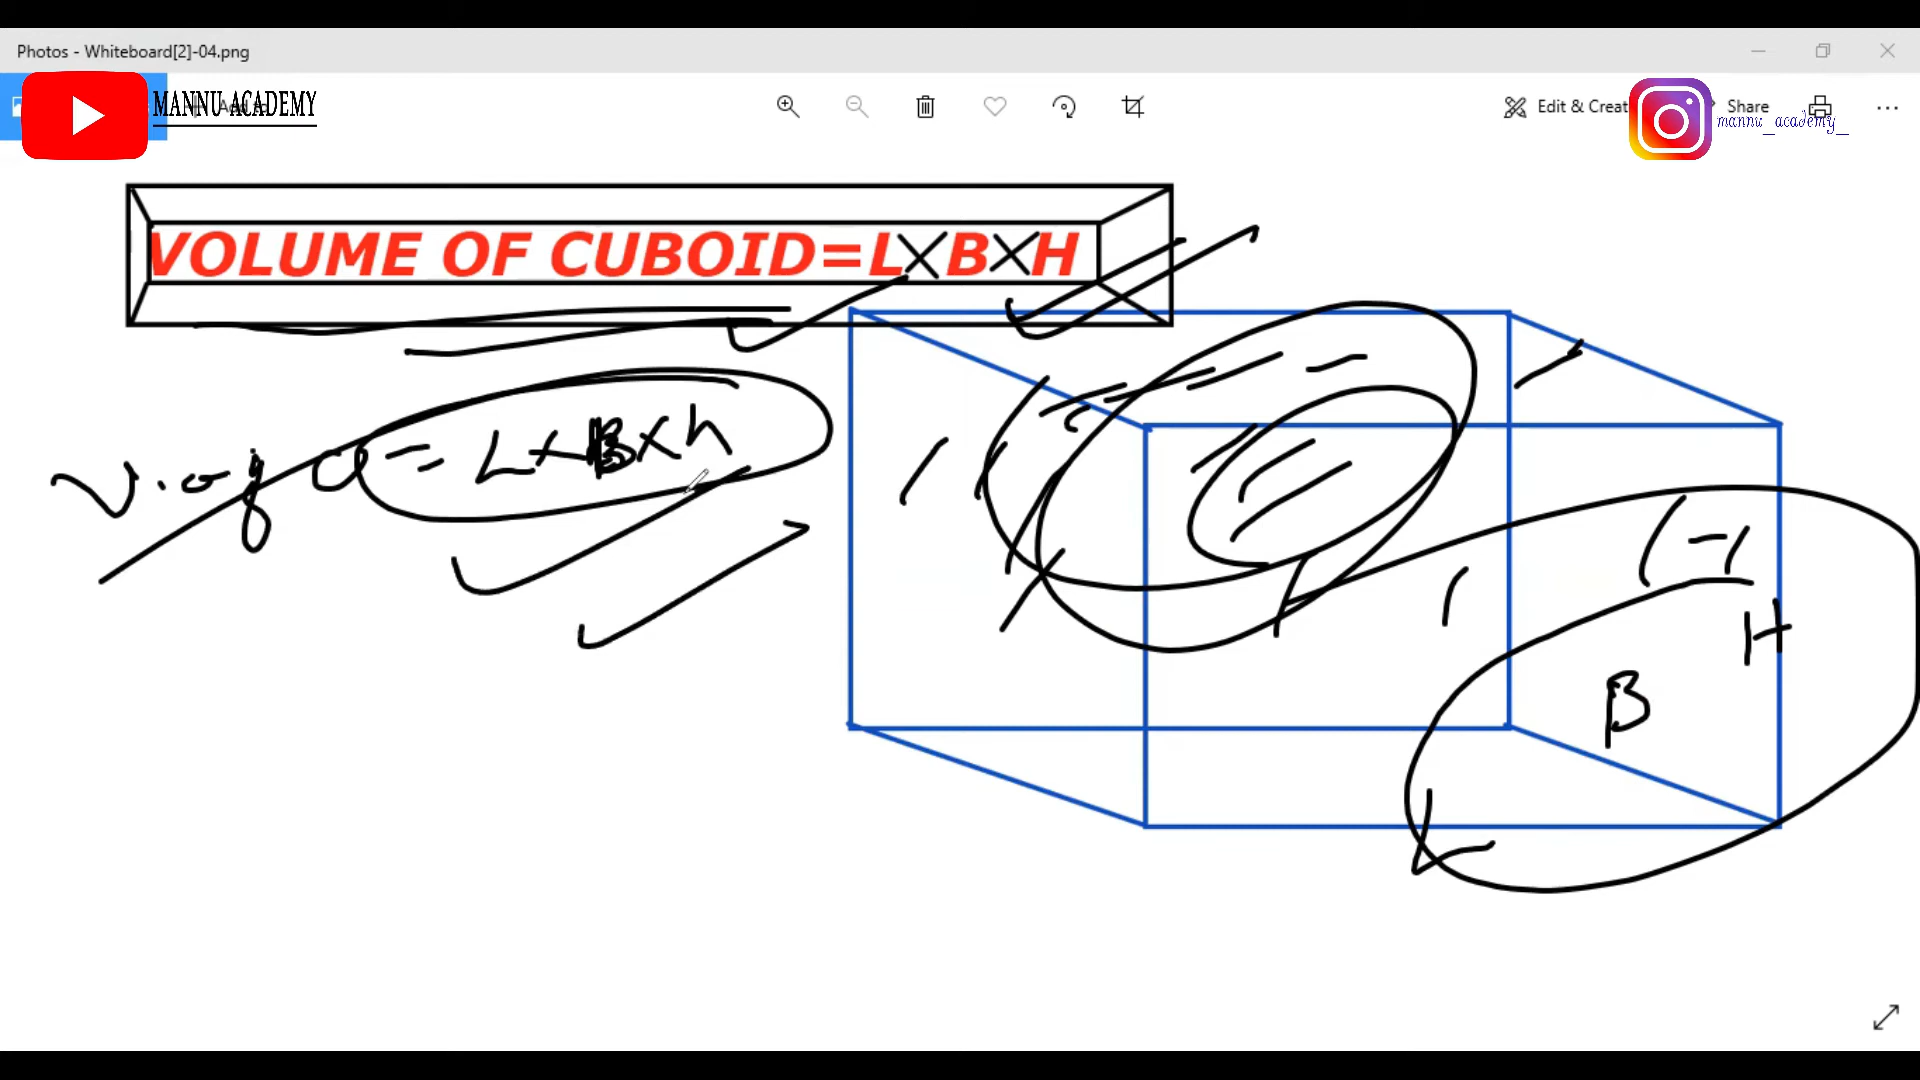 Photos - Whiteboard[2]-04.png
MANNU ACADEMY
Edit & Creat
Share
mannu_academy_
VOLUME OF CUBOID=L×B×H
V. of C = L×B×h
H
B
L